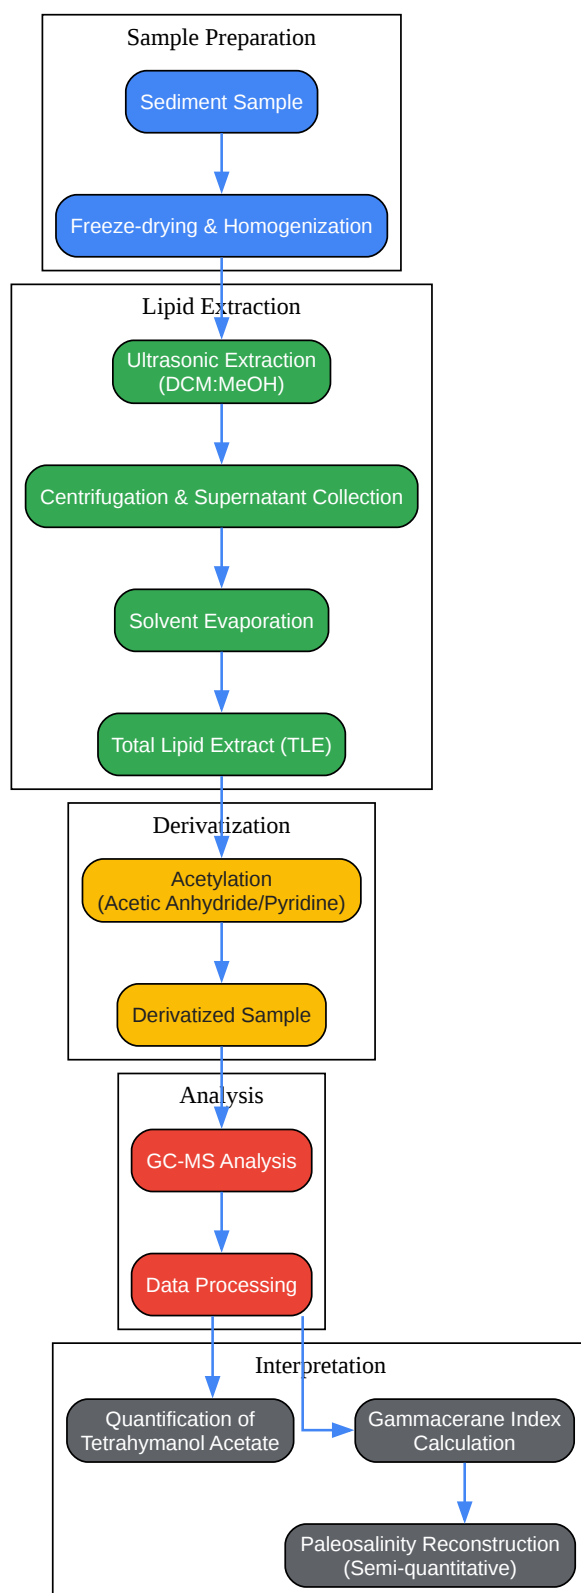 Sample Preparation
Sediment Sample
Freeze-drying & Homogenization
Lipid Extraction
Ultrasonic Extraction
(DCM:MeOH)
Centrifugation & Supernatant Collection
Solvent Evaporation
Total Lipid Extract (TLE)
Derivatization
Acetylation
(Acetic Anhydride/Pyridine)
Derivatized Sample
Analysis
GC-MS Analysis
Data Processing
Interpretation
Quantification of
Tetrahymanol Acetate
Gammacerane Index
Calculation
Paleosalinity Reconstruction
(Semi-quantitative)